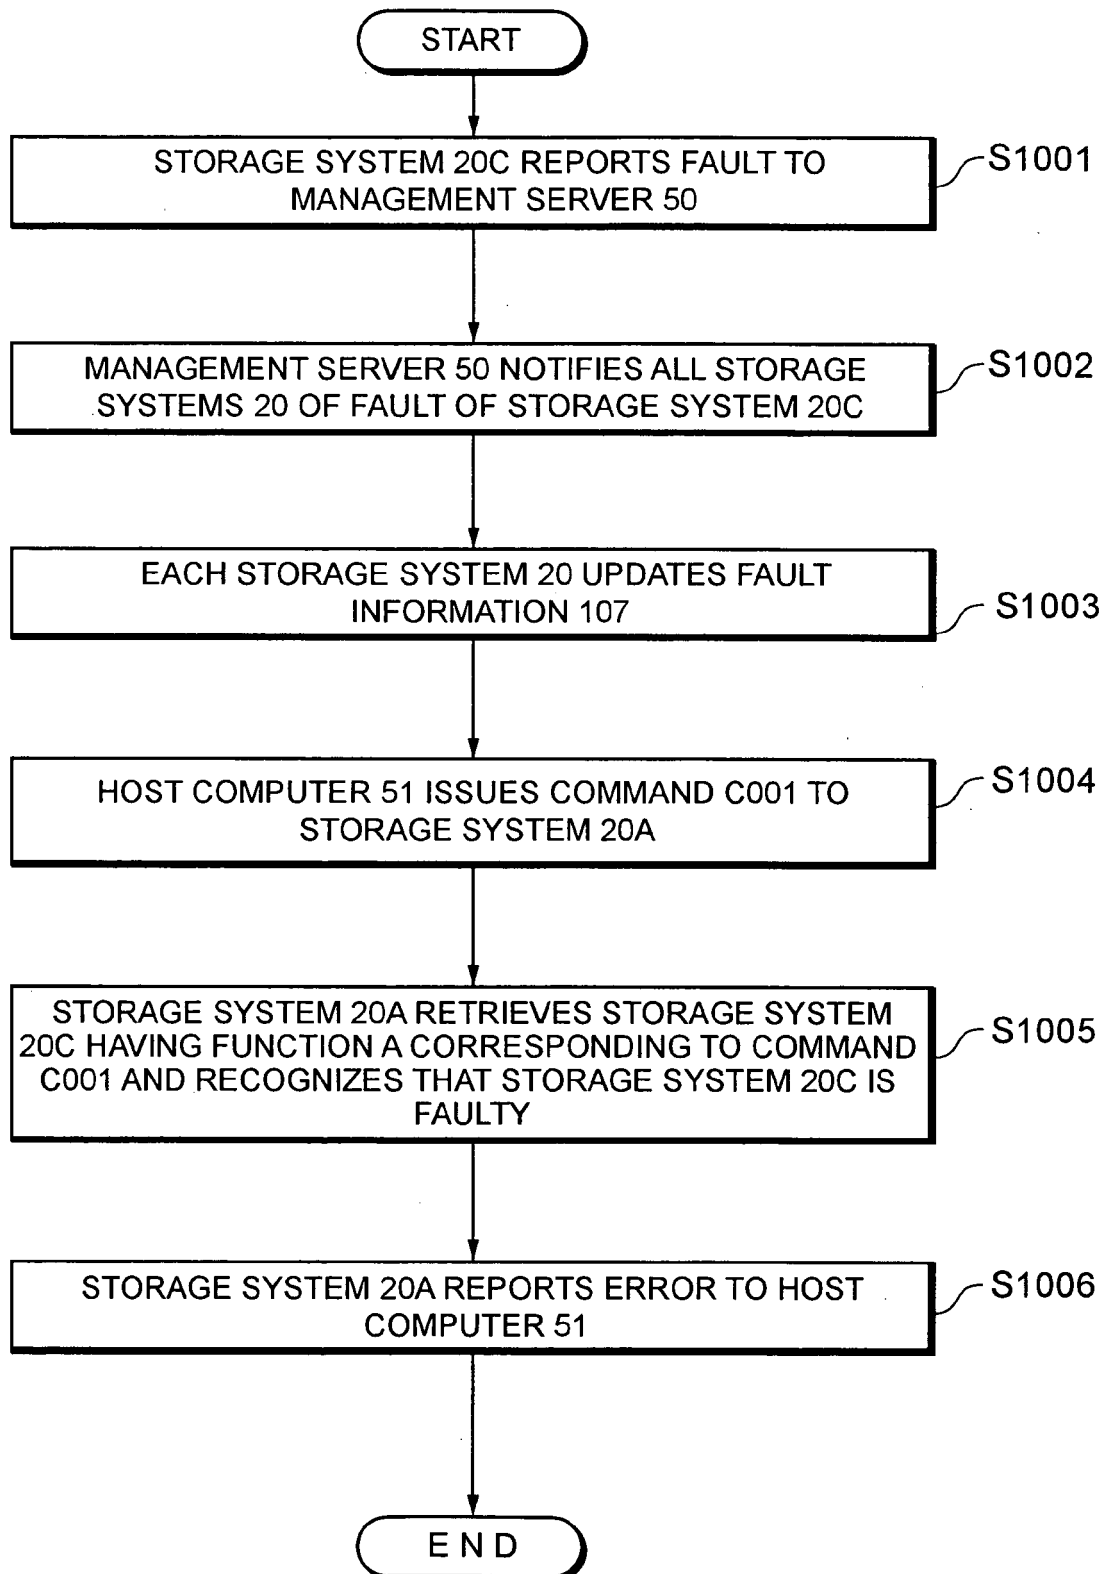 START
STORAGE SYSTEM 20C REPORTS FAULT TO
MANAGEMENT SERVER 50
S1001
MANAGEMENT SERVER 50 NOTIFIES ALL STORAGE
SYSTEMS 20 OF FAULT OF STORAGE SYSTEM 20C
S1002
EACH STORAGE SYSTEM 20 UPDATES FAULT
INFORMATION 107
S1003
HOST COMPUTER 51 ISSUES COMMAND C001 TO
STORAGE SYSTEM 20A
S1004
STORAGE SYSTEM 20A RETRIEVES STORAGE SYSTEM
20C HAVING FUNCTION A CORRESPONDING TO COMMAND
C001 AND RECOGNIZES THAT STORAGE SYSTEM 20C IS
FAULTY
S1005
STORAGE SYSTEM 20A REPORTS ERROR TO HOST
COMPUTER 51
S1006
END